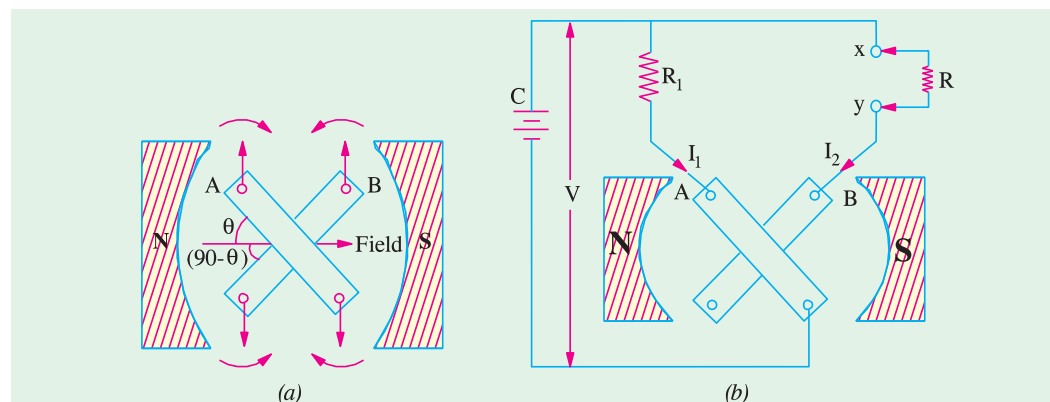 A
B
θ
N
Field
S
(90-θ)
(a)
x
R₁
R
C
y
I₁
I₂
V
A
B
N
S
(b)